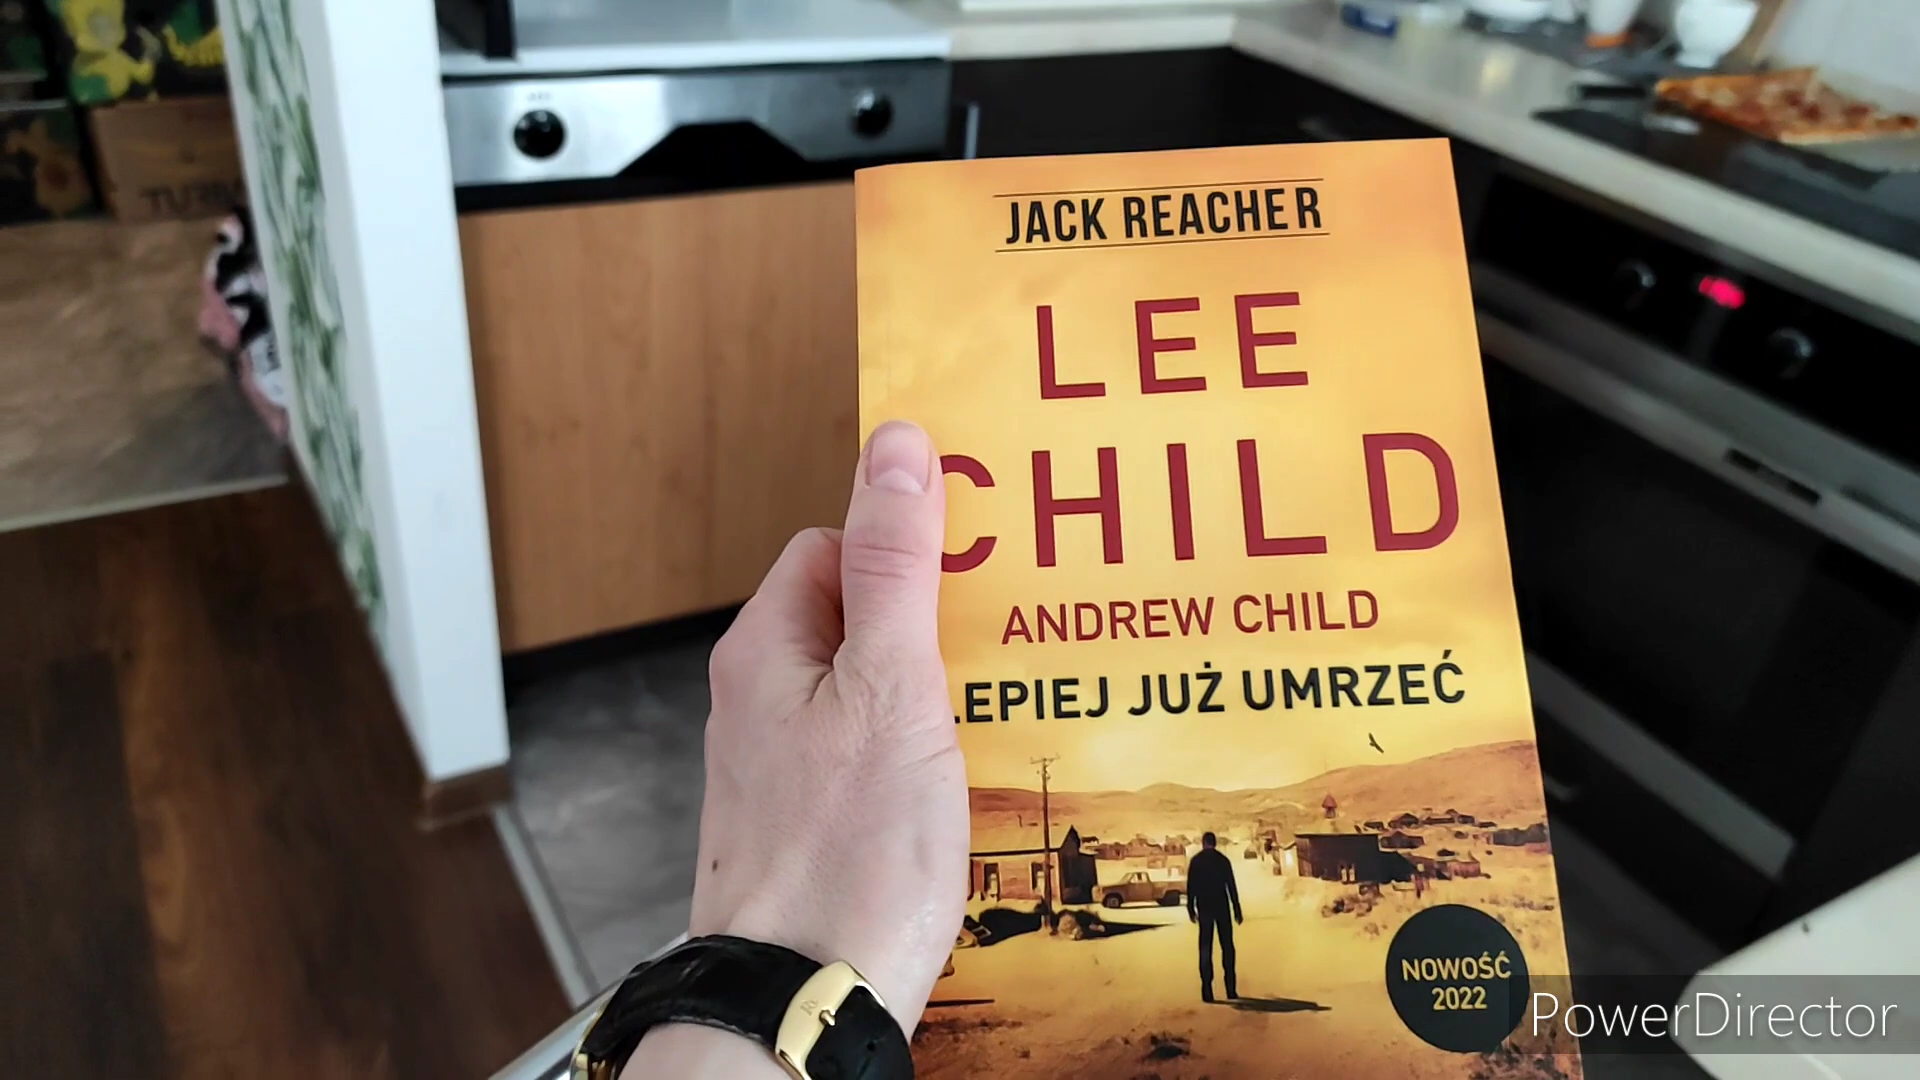 JACK REACHER
LEE
CHILD
ANDREW CHILD
LEPIEJ JUŻ UMRZEĆ
NOWOŚĆ
2022
PowerDirector